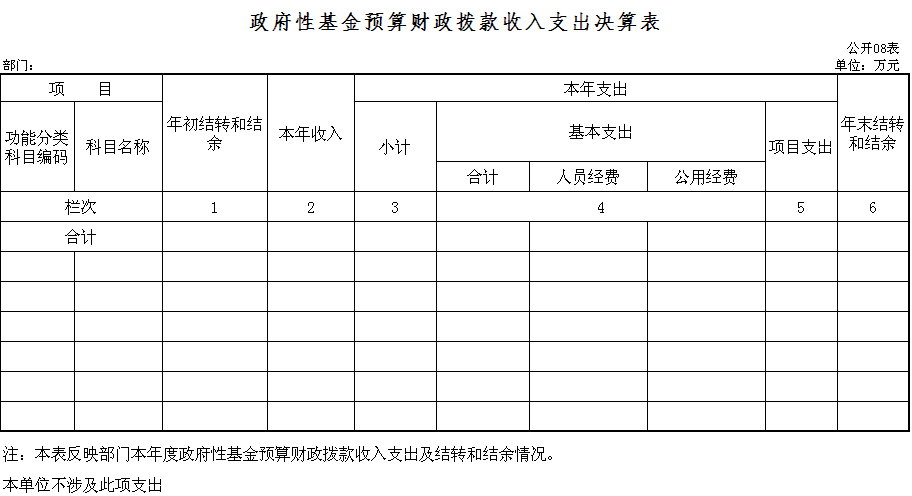 政府性基金预算财政拨款收入支出决算表
公开08表
部门：
单位：万元
项 目
年初结转和结余
本年收入
本年支出
年末结转和结余
功能分类科目编码
科目名称
小计
基本支出
项目支出
合计
人员经费
公用经费
栏次
1
2
3
4
5
6
合计
注：本表反映部门本年度政府性基金预算财政拨款收入支出及结转和结余情况。
本单位不涉及此项支出